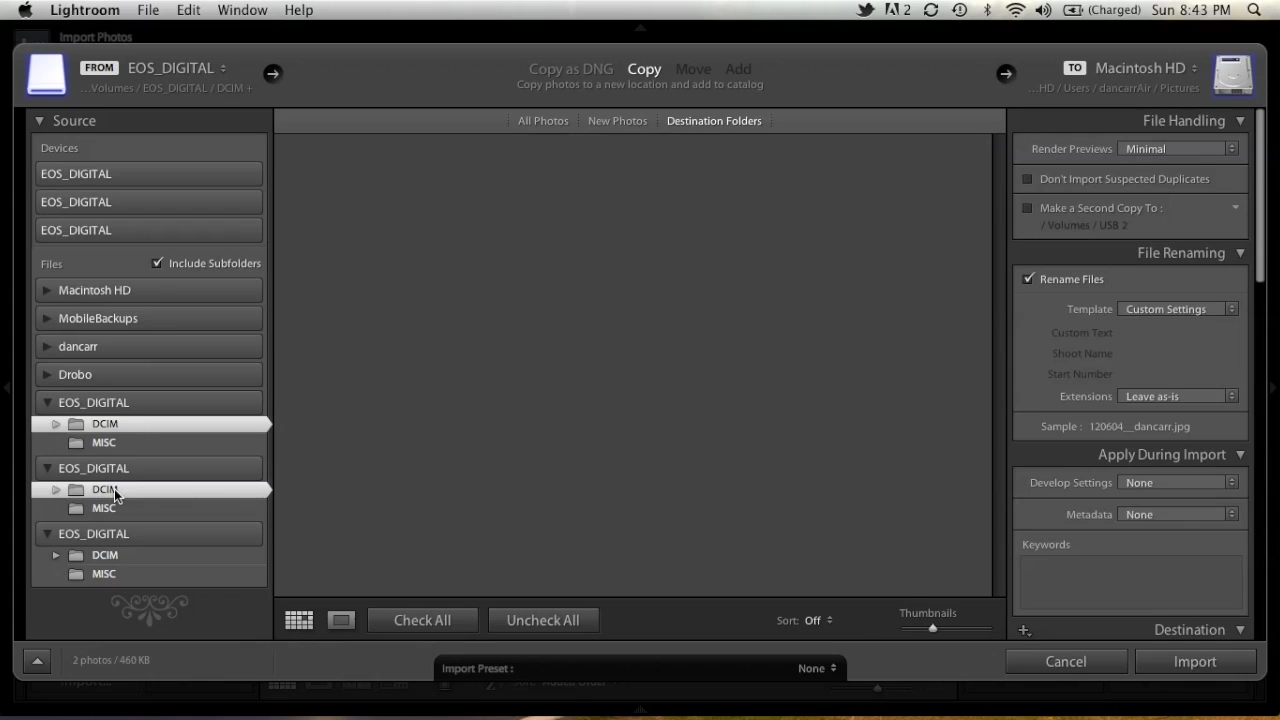 Lightroom File Edit Window Help 2 (Charged) Sun 8:43 PM
Import Photos
FROM EOS_DIGITAL
...Volumes / EOS_DIGITAL / DCIM +
Copy as DNG Copy Move Add
Copy photos to a new location and add to catalog
TO Macintosh HD
...HD / Users / dancarrAir / Pictures
Source
Devices
EOS_DIGITAL
EOS_DIGITAL
EOS_DIGITAL
Files Include Subfolders
Macintosh HD
MobileBackups
dancarr
Drobo
EOS_DIGITAL
DCIM
MISC
EOS_DIGITAL
DCIM
MISC
EOS_DIGITAL
DCIM
MISC
All Photos New Photos Destination Folders
File Handling
Render Previews Minimal
Don't Import Suspected Duplicates
Make a Second Copy To :
/ Volumes / USB 2
File Renaming
Rename Files
Template Custom Settings
Custom Text
Shoot Name
Start Number
Extensions Leave as-is
Sample : 120604__dancarr.jpg
Apply During Import
Develop Settings None
Metadata None
Keywords
Destination
Check All Uncheck All Sort: Off Thumbnails
2 photos / 460 KB
Import Preset : None
Cancel Import